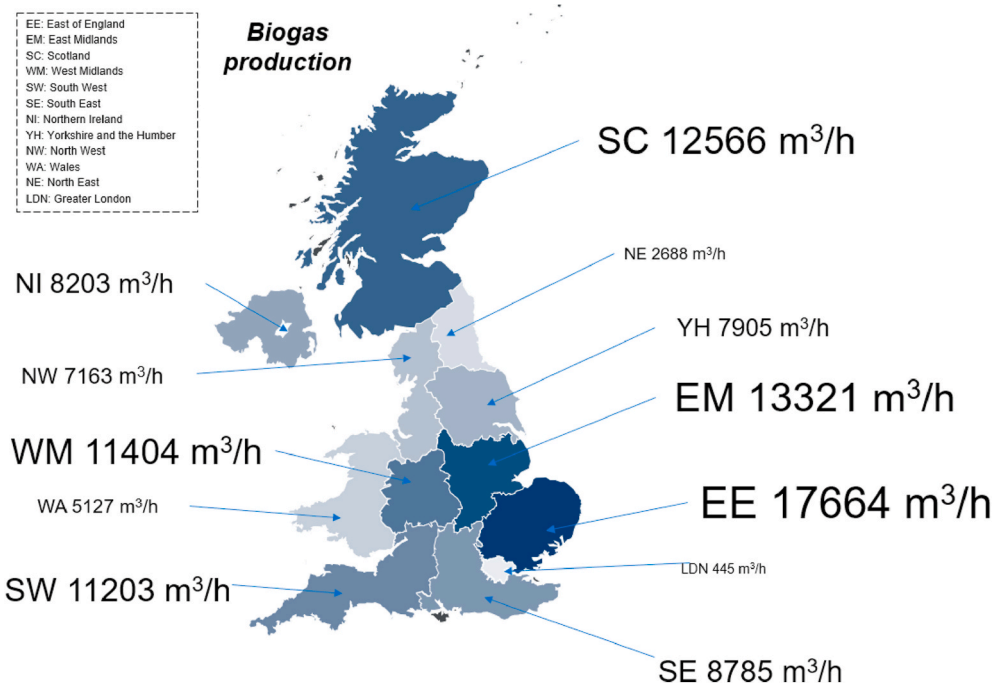 EE: East of England
EM: East Midlands
SC: Scotland
WM: West Midlands
SW: South West
SE: South East
NI: Northern Ireland
YH: Yorkshire and the Humber
NW: North West
WA: Wales
NE: North East
LDN: Greater London
Biogas
production
SC 12566 m³/h
NE 2688 m³/h
NI 8203 m³/h
YH 7905 m³/h
NW 7163 m³/h
EM 13321 m³/h
WM 11404 m³/h
EE 17664 m³/h
WA 5127 m³/h
LDN 445 m³/h
SW 11203 m³/h
SE 8785 m³/h